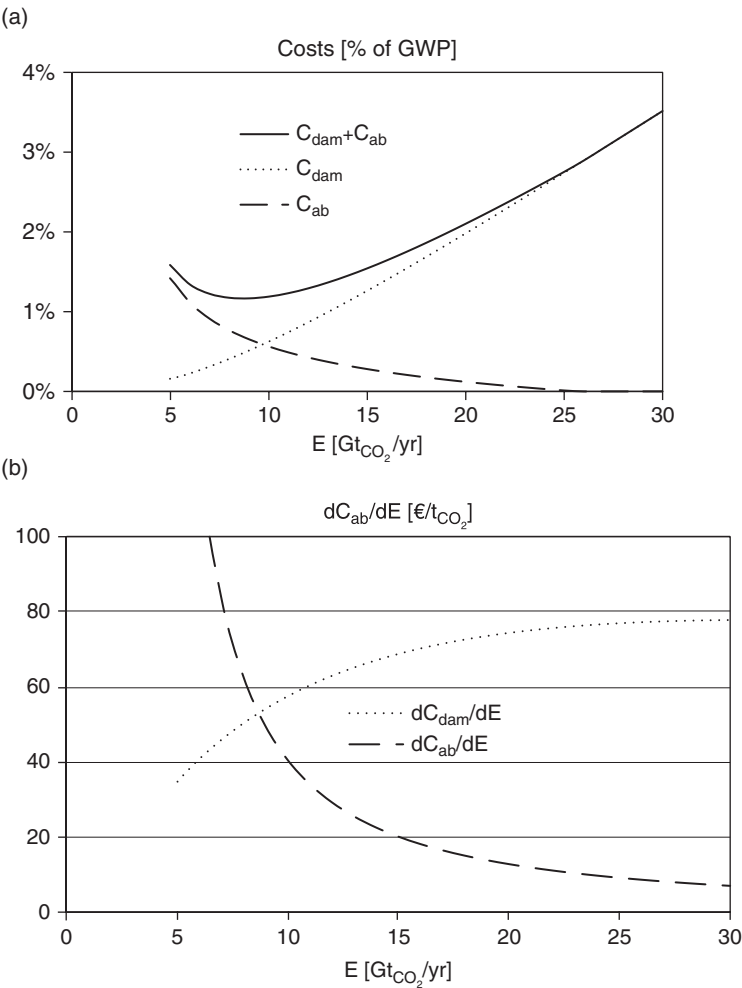 (a)
Costs [% of GWP]
4%
3%
2%
1%
0%
C_dam+C_ab
C_dam
C_ab
0 5 10 15 20 25 30
E [Gt_CO₂/yr]
(b)
dC_ab/dE [€/t_CO₂]
100
80
60
40
20
0
dC_dam/dE
dC_ab/dE
0 5 10 15 20 25 30
E [Gt_CO₂/yr]